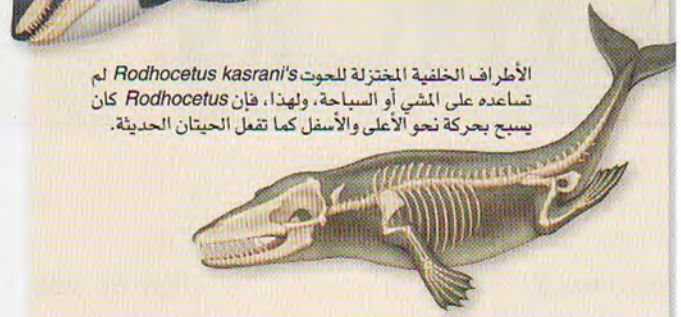 الأطراف الخلفية المختزلة للحوت Rodhocetus kasrani's لم
تساعده على المشي أو السباحة، ولهذا، فإن Rodhocetus كان
يسبح بحركة نحو الأعلى والأسفل كما تفعل الحيتان الحديثة.